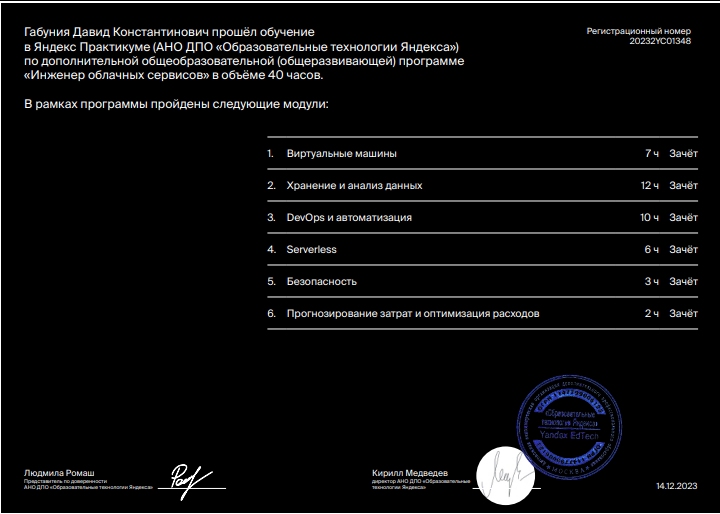 Габуния Давид Константинович прошёл обучение
в Яндекс Практикуме (АНО ДПО «Образовательные технологии Яндекса»)
по дополнительной общеобразовательной (общеразвивающей) программе
«Инженер облачных сервисов» в объёме 40 часов.
Регистрационный номер
20232YC01348
В рамках программы пройдены следующие модули:
1. Виртуальные машины 7 ч Зачёт
2. Хранение и анализ данных 12 ч Зачёт
3. DevOps и автоматизация 10 ч Зачёт
4. Serverless 6 ч Зачёт
5. Безопасность 3 ч Зачёт
6. Прогнозирование затрат и оптимизация расходов 2 ч Зачёт
«Образовательные
технологии Яндекса»
Yandex EdTech
МОСКВА
Людмила Ромаш
Представитель по доверенности
АНО ДПО «Образовательные технологии Яндекса»
Кирилл Медведев
директор АНО ДПО «Образовательные
технологии Яндекса»
14.12.2023